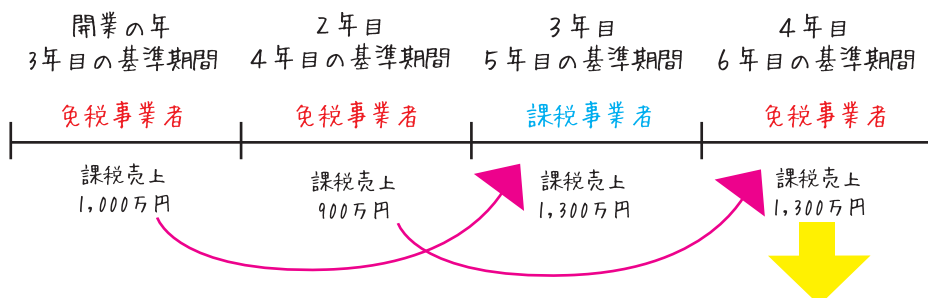 開業の年
3年目の基準期間
免税事業者
課税売上
1,000万円
2年目
4年目の基準期間
免税事業者
課税売上
900万円
3年目
5年目の基準期間
課税事業者
課税売上
1,300万円
4年目
6年目の基準期間
免税事業者
課税売上
1,300万円